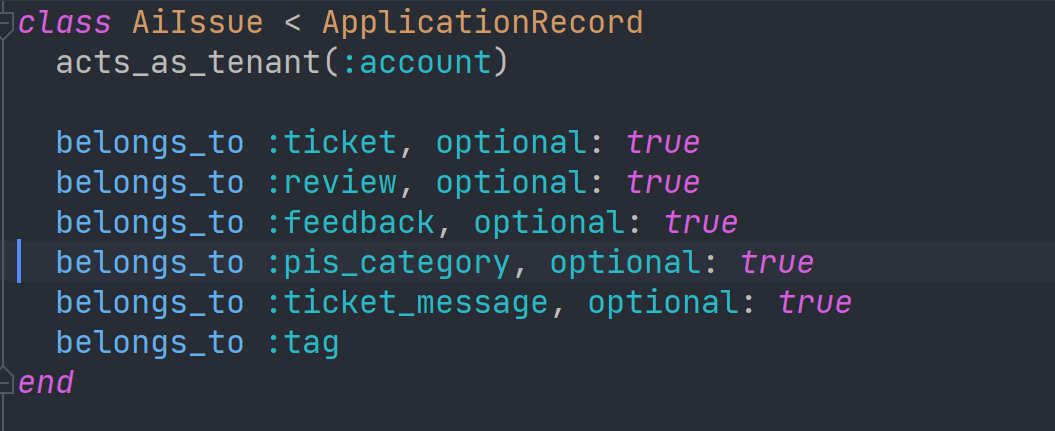 class AiIssue < ApplicationRecord
  acts_as_tenant(:account)

  belongs_to :ticket, optional: true
  belongs_to :review, optional: true
  belongs_to :feedback, optional: true
  belongs_to :pis_category, optional: true
  belongs_to :ticket_message, optional: true
  belongs_to :tag
end